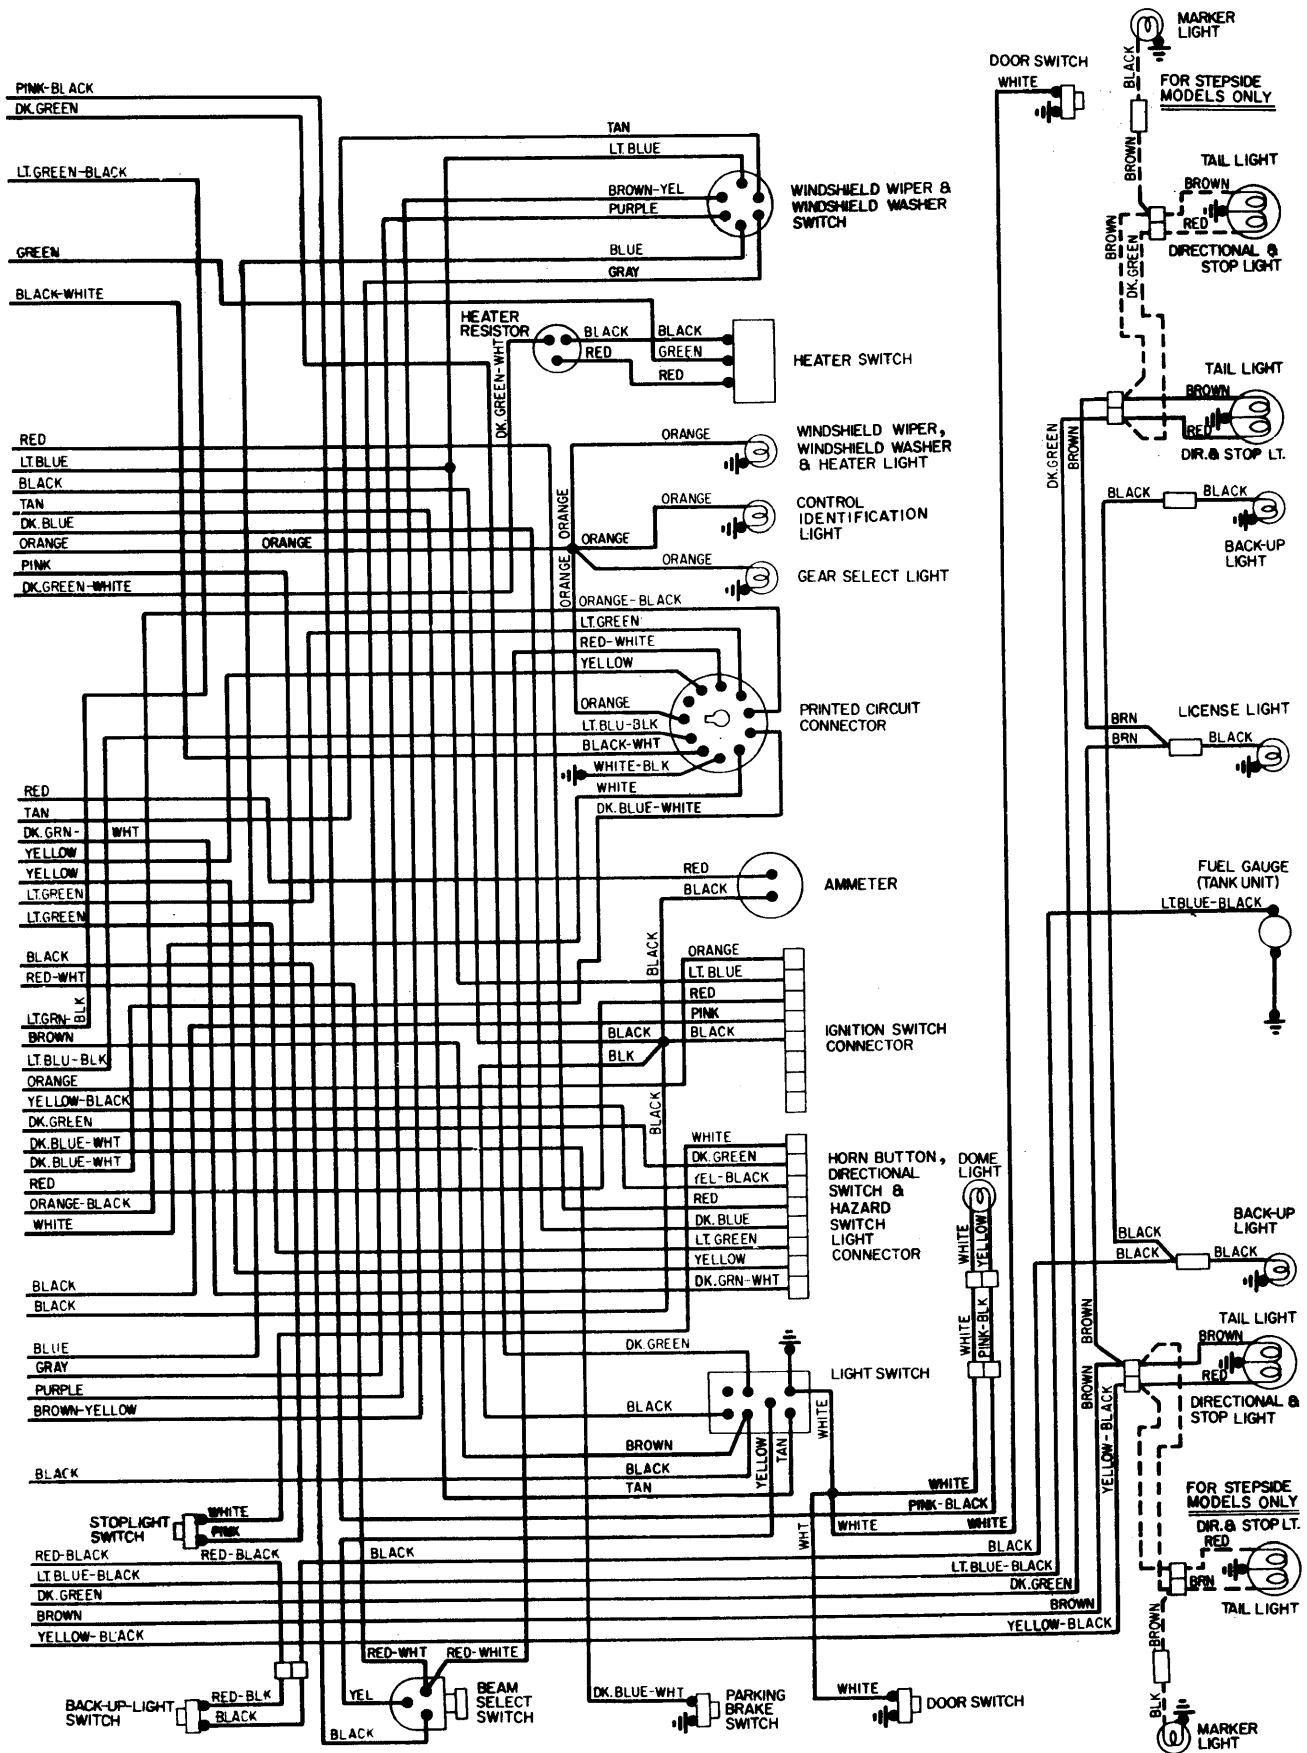 MARKER
LIGHT
DOOR SWITCH
WHITE
BLACK
FOR STEPSIDE
MODELS ONLY
PINK-BLACK
DK.GREEN
TAN
LT.BLUE
BROWN
TAIL LIGHT
BROWN
LT.GREEN-BLACK
BROWN-YEL
PURPLE
WINDSHIELD WIPER &
WINDSHIELD WASHER
SWITCH
RED
BROWN
DK.GREEN
DIRECTIONAL &
STOP LIGHT
GREEN
BLUE
GRAY
BLACK-WHITE
HEATER
RESISTOR
BLACK
BLACK
RED
GREEN
RED
HEATER SWITCH
DK.GREEN-WHT
TAIL LIGHT
BROWN
RED
DIR.& STOP LT.
DK.GREEN
BROWN
RED
LT.BLUE
BLACK
TAN
DK.BLUE
ORANGE
ORANGE
PINK
DK.GREEN-WHITE
ORANGE
WINDSHIELD WIPER,
WINDSHIELD WASHER
& HEATER LIGHT
ORANGE
ORANGE
ORANGE
CONTROL
IDENTIFICATION
LIGHT
ORANGE
ORANGE
GEAR SELECT LIGHT
BLACK
BLACK
BACK-UP
LIGHT
ORANGE-BLACK
LT.GREEN
RED-WHITE
YELLOW
ORANGE
LT.BLU-BLK
BLACK-WHT
WHITE-BLK
WHITE
DK.BLUE-WHITE
PRINTED CIRCUIT
CONNECTOR
BRN
BRN
LICENSE LIGHT
BLACK
RED
TAN
DK.GRN-WHT
YELLOW
YELLOW
LT.GREEN
LT.GREEN
BLACK
RED-WHT
LT.GRN-
BLK
BROWN
LT.BLU-BLK
ORANGE
YELLOW-BLACK
DK.GREEN
DK.BLUE-WHT
DK.BLUE-WHT
RED
ORANGE-BLACK
WHITE
RED
BLACK
AMMETER
FUEL GAUGE
(TANK UNIT)
LT.BLUE-BLACK
BLACK
ORANGE
LT.BLUE
RED
PINK
BLACK
BLACK
BLK
IGNITION SWITCH
CONNECTOR
BLACK
WHITE
DK.GREEN
YEL-BLACK
RED
DK.BLUE
LT.GREEN
YELLOW
DK.GRN-WHT
HORN BUTTON,
DIRECTIONAL
SWITCH &
HAZARD
SWITCH
LIGHT
CONNECTOR
DOME
LIGHT
WHITE
YELLOW
WHITE
PINK-BLK
BLACK
BLACK
BLACK
BACK-UP
LIGHT
BLACK
BLACK
BLUE
GRAY
PURPLE
BROWN-YELLOW
BLACK
DK.GREEN
LIGHT SWITCH
BLACK
BROWN
BLACK
TAN
YELLOW
TAN
WHITE
BROWN
BROWN
YELLOW-BLACK
TAIL LIGHT
BROWN
RED
DIRECTIONAL &
STOP LIGHT
WHITE
PINK-BLACK
WHITE
WHITE
WHT
FOR STEPSIDE
MODELS ONLY
DIR.& STOP LT.
RED
BRN
TAIL LIGHT
STOPLIGHT
SWITCH
WHITE
PINK
RED-BLACK
RED-BLACK
BLACK
BLACK
LT.BLUE-BLACK
LT.BLUE-BLACK
DK.GREEN
DK.GREEN
BROWN
BROWN
YELLOW-BLACK
YELLOW-BLACK
BROWN
BLK
RED-WHT
RED-WHITE
BACK-UP-LIGHT
SWITCH
RED-BLK
BLACK
YEL
BLACK
BEAM
SELECT
SWITCH
DK.BLUE-WHT
PARKING
BRAKE
SWITCH
WHITE
DOOR SWITCH
MARKER
LIGHT